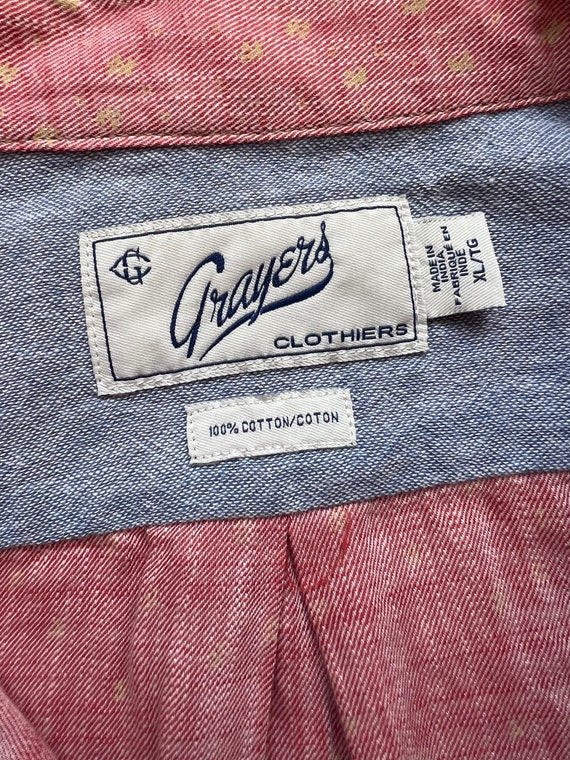 Grayers
CLOTHIERS
MADE IN
INDIA
FABRIQUÉ EN
INDE
XL/TG
100% COTTON/COTON